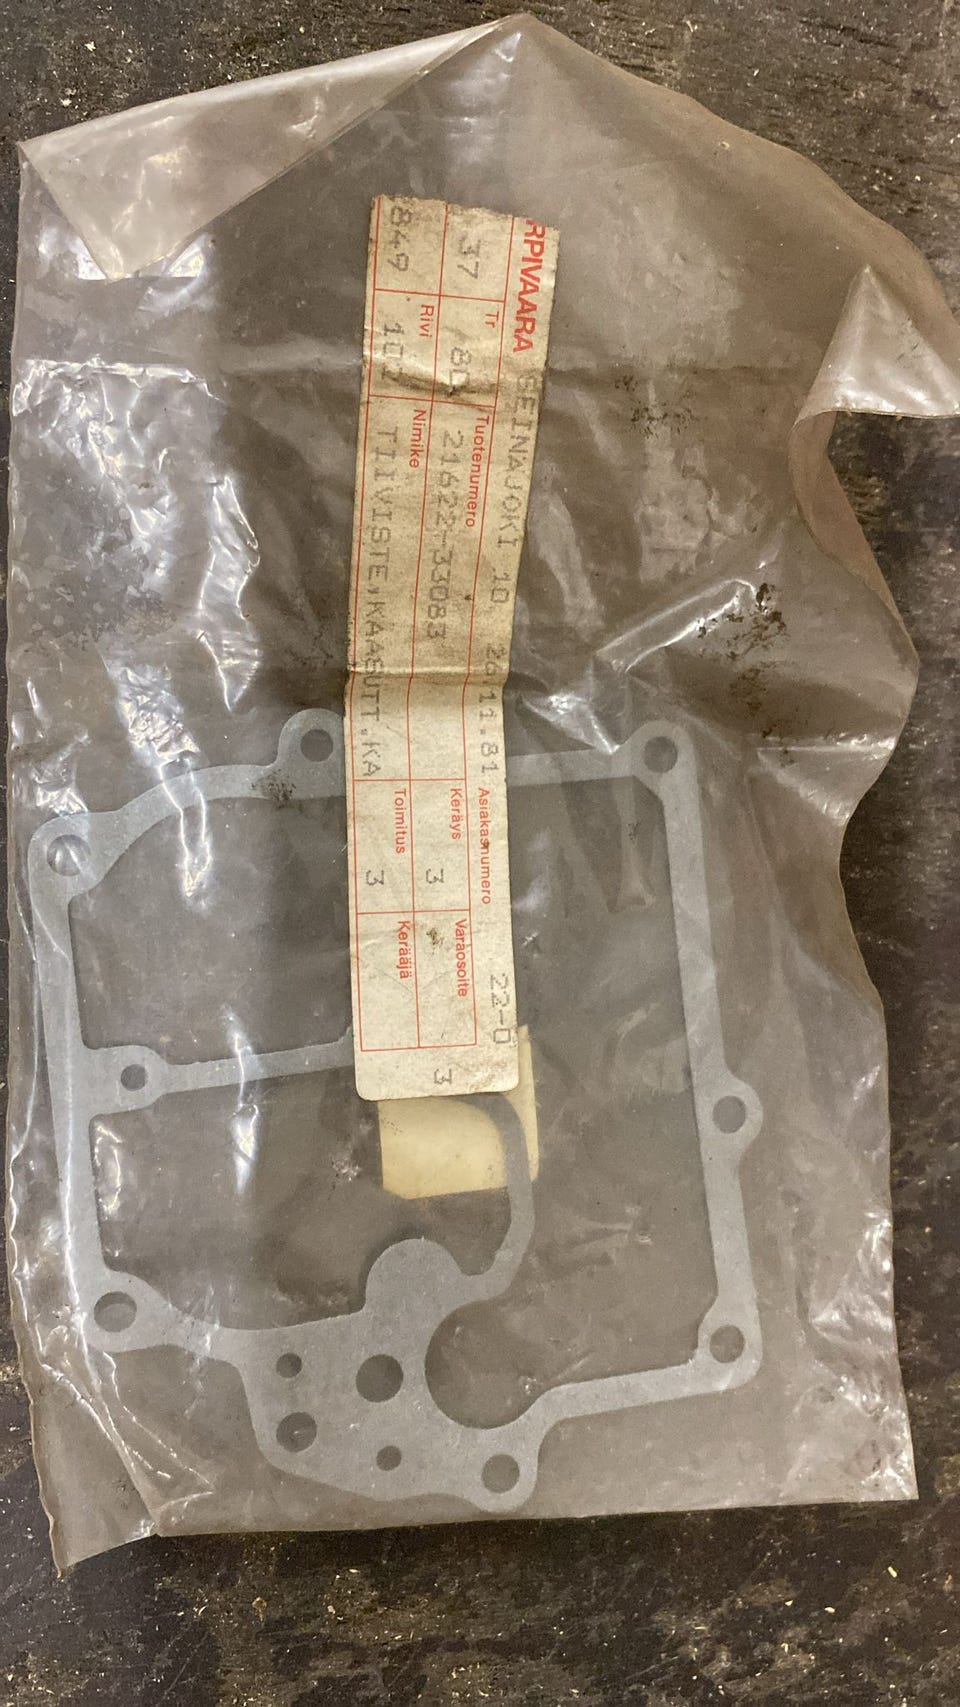 RPIVAARA SEINAJOKI 10 26.11.81 22-0
Tr Tuotenumero Asiakasnumero
37 /80 21622-33083 Keräys 3 Varaosoite 3
Rivi Nimike Toimitus Kerääjä
849 101 TIIVISTE,KAASUTT.KA 3